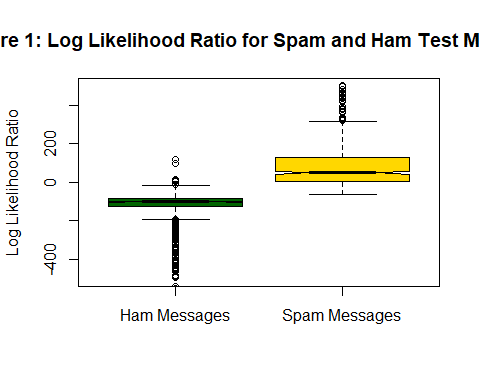 re 1: Log Likelihood Ratio for Spam and Ham Test M
Log Likelihood Ratio
200
0
-400
Ham Messages
Spam Messages